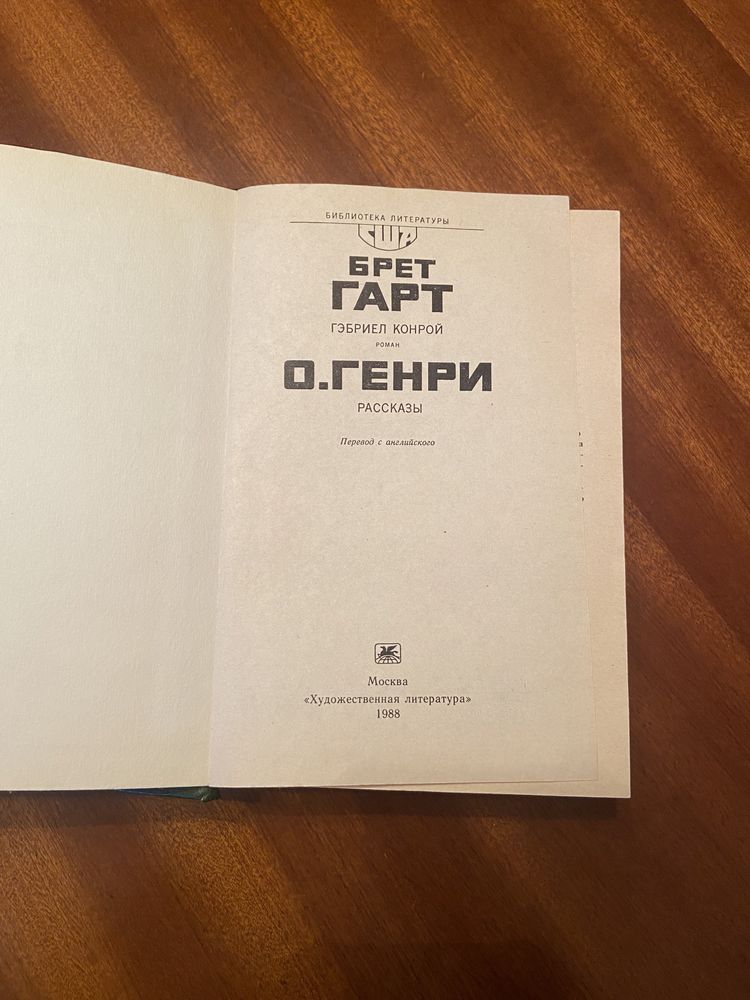 БИБЛИОТЕКА ЛИТЕРАТУРЫ
США
БРЕТ
ГАРТ
ГЭБРИЕЛ КОНРОЙ
РОМАН
О.ГЕНРИ
РАССКАЗЫ
Перевод с английского
Москва
«Художественная литература»
1988